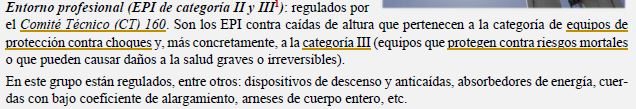 Entorno profesional (EPI de categoría II y III¹): regulados por
el Comité Técnico (CT) 160. Son los EPI contra caídas de altura que pertenecen a la categoría de equipos de
protección contra choques y, más concretamente, a la categoría III (equipos que protegen contra riesgos mortales
o que pueden causar daños a la salud graves o irreversibles).
En este grupo están regulados, entre otros: dispositivos de descenso y anticaídas, absorbedores de energía, cuer-
das con bajo coeficiente de alargamiento, arneses de cuerpo entero, etc.